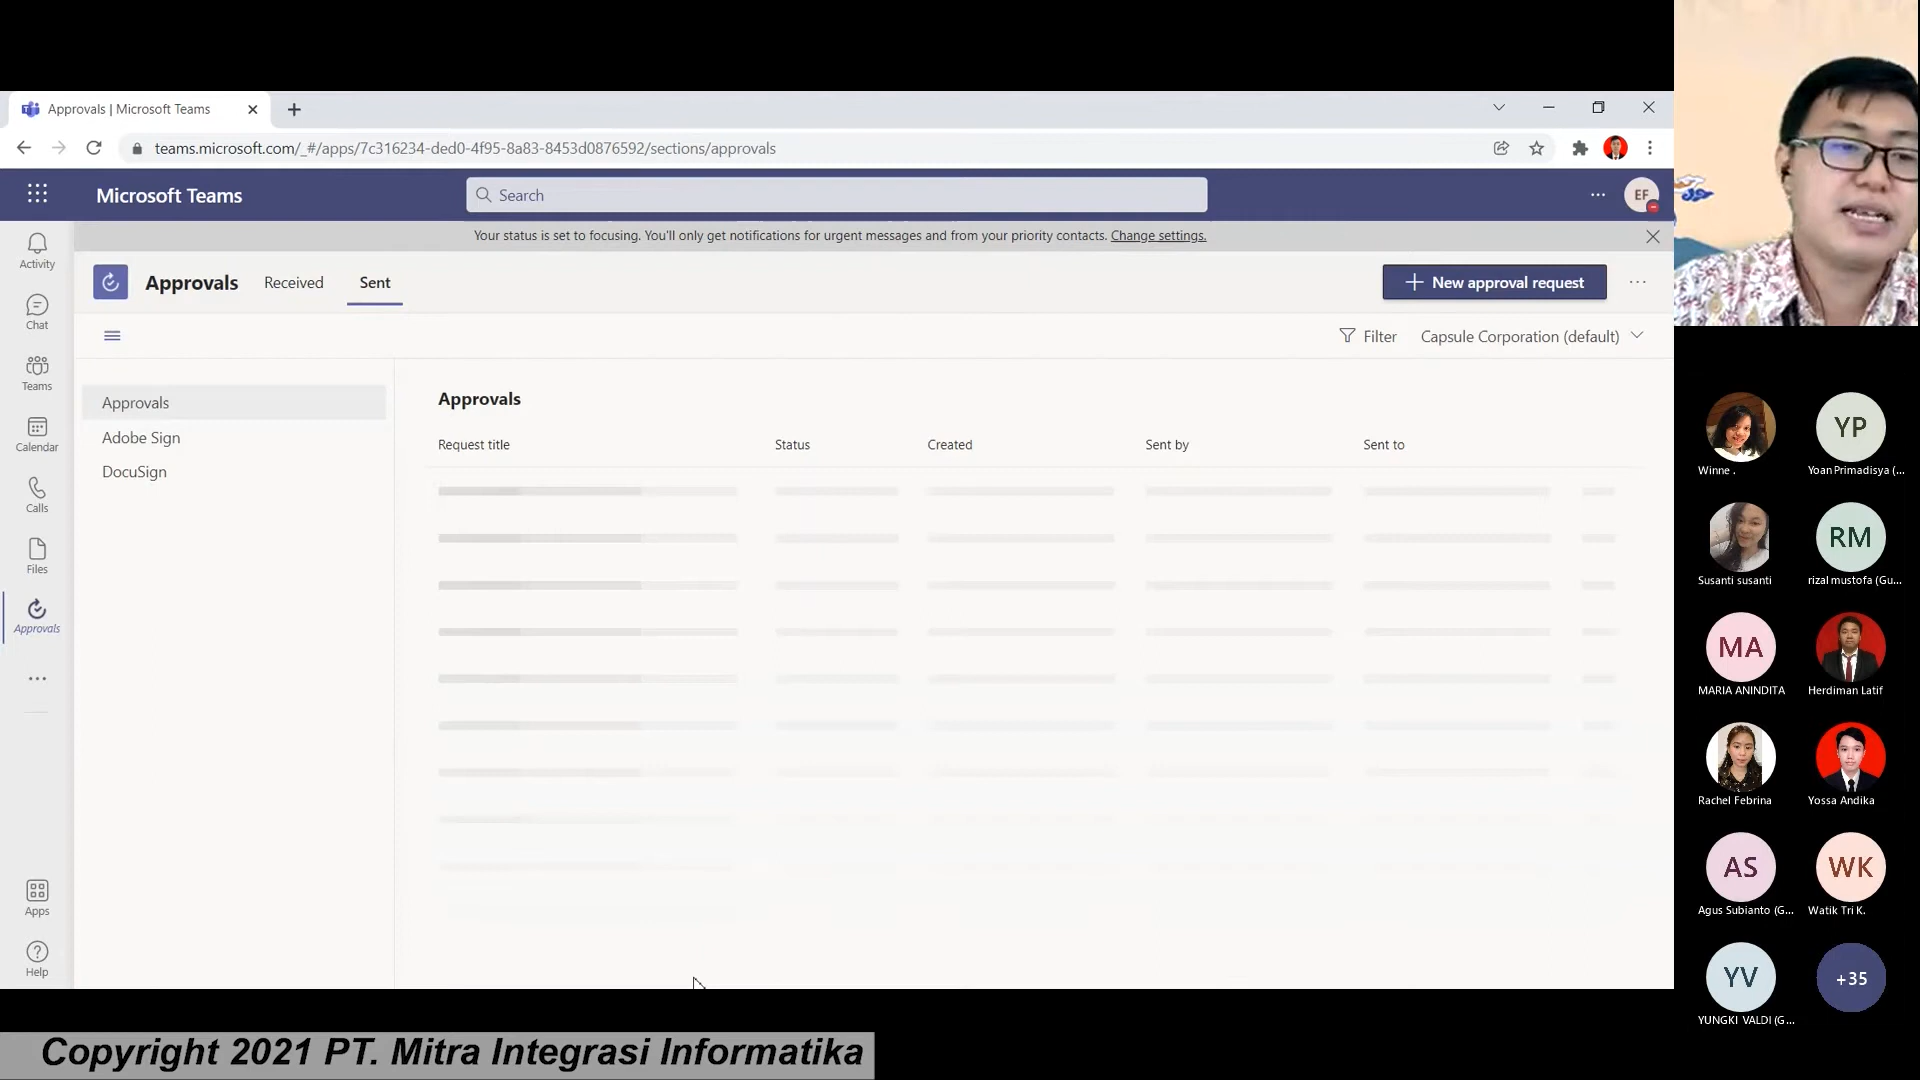 Approvals | Microsoft Teams
teams.microsoft.com/_#/apps/7c316234-ded0-4f95-8a83-8453d0876592/sections/approvals
Microsoft Teams
Search
EF
Your status is set to focusing. You'll only get notifications for urgent messages and from your priority contacts. Change settings.
Activity
Chat
Teams
Calendar
Calls
Files
Approvals
Apps
Help
Approvals
Received
Sent
New approval request
Filter
Capsule Corporation (default)
Approvals
Adobe Sign
DocuSign
Approvals
Request title
Status
Created
Sent by
Sent to
Winne .
YP
Yoan Primadisya (...
Susanti susanti
RM
rizal mustofa (Gu...
MA
MARIA ANINDITA
Herdiman Latif
Rachel Febrina
Yossa Andika
AS
Agus Subianto (G...
WK
Watik Tri K.
YV
YUNGKI VALDI (G...
+35
Copyright 2021 PT. Mitra Integrasi Informatika